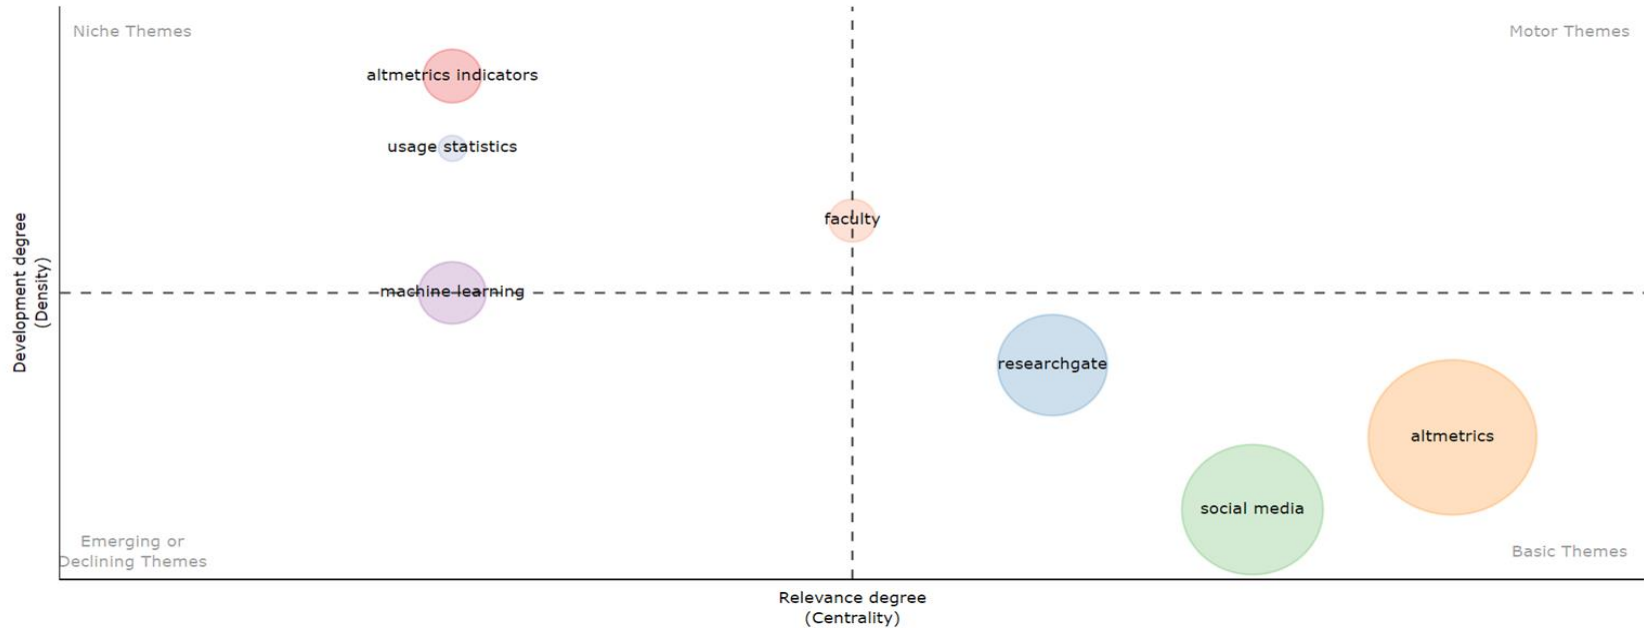 Niche Themes
Motor Themes
altmetrics indicators
usage statistics
faculty
machine learning
researchgate
altmetrics
social media
Emerging or
Declining Themes
Basic Themes
Development degree
(Density)
Relevance degree
(Centrality)